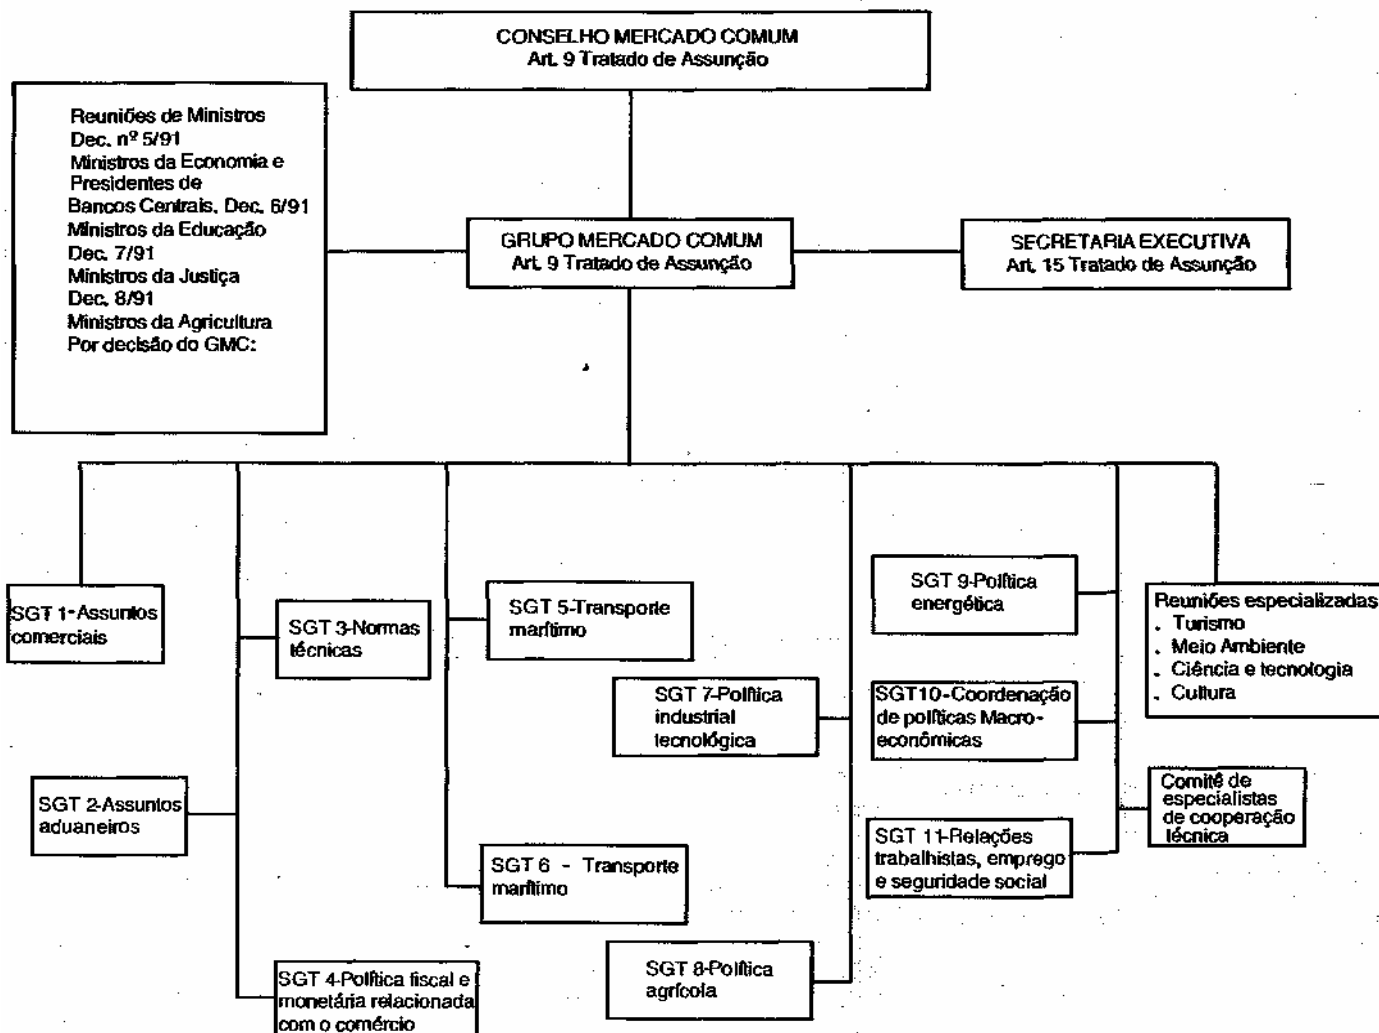 CONSELHO MERCADO COMUM
Art. 9 Tratado de Assunção
Reuniões de Ministros
Dec. nº 5/91
Ministros da Economia e
Presidentes de
Bancos Centrais, Dec. 6/91
Ministros da Educação
Dec. 7/91
Ministros da Justiça
Dec. 8/91
Ministros da Agricultura
Por decisão do GMC:
GRUPO MERCADO COMUM
Art. 9 Tratado de Assunção
SECRETARIA EXECUTIVA
Art. 15 Tratado de Assunção
SGT 1-Assuntos
comerciais
SGT 2-Assuntos
aduaneiros
SGT 3-Normas
técnicas
SGT 4-Política fiscal e
monetária relacionada
com o comércio
SGT 5-Transporte
marítimo
SGT 6 - Transporte
marítimo
SGT 7-Política
industrial
tecnológica
SGT 8-Política
agrícola
SGT 9-Política
energética
SGT10-Coordenação
de políticas Macro-
econômicas
SGT 11-Relações
trabalhistas, emprego
e seguridade social
Reuniões especializadas
. Turismo
. Meio Ambiente
. Ciência e tecnologia
. Cultura
Comitê de
especialistas
de cooperação
técnica